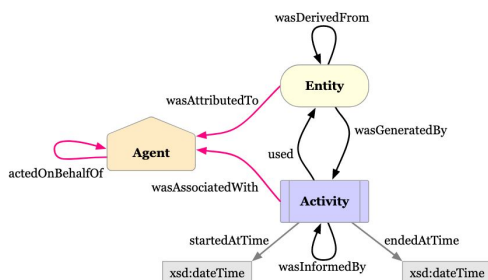 wasDerivedFrom
Entity
wasAttributedTo
wasGeneratedBy
Agent
used
actedOnBehalfOf
wasAssociatedWith
Activity
startedAtTime
endedAtTime
wasInformedBy
xsd:dateTime
xsd:dateTime